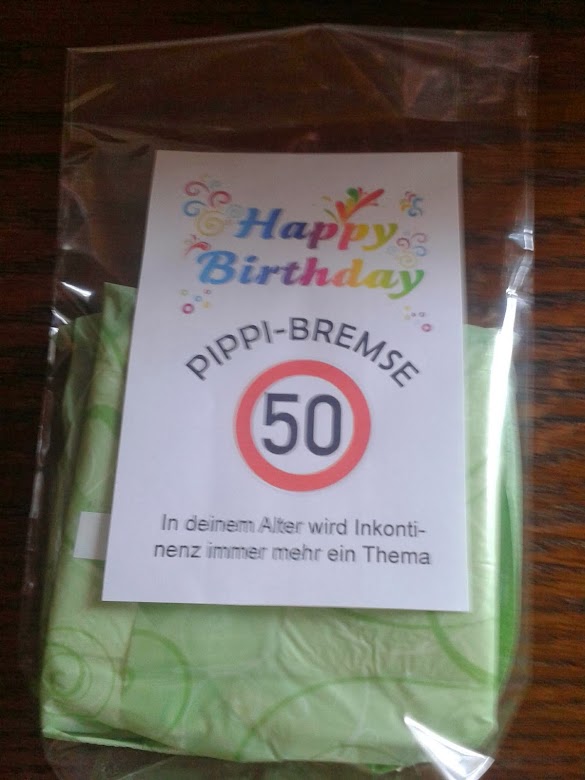 Happy
Birthday
PIPPI-BREMSE
50
In deinem Alter wird Inkonti-
nenz immer mehr ein Thema